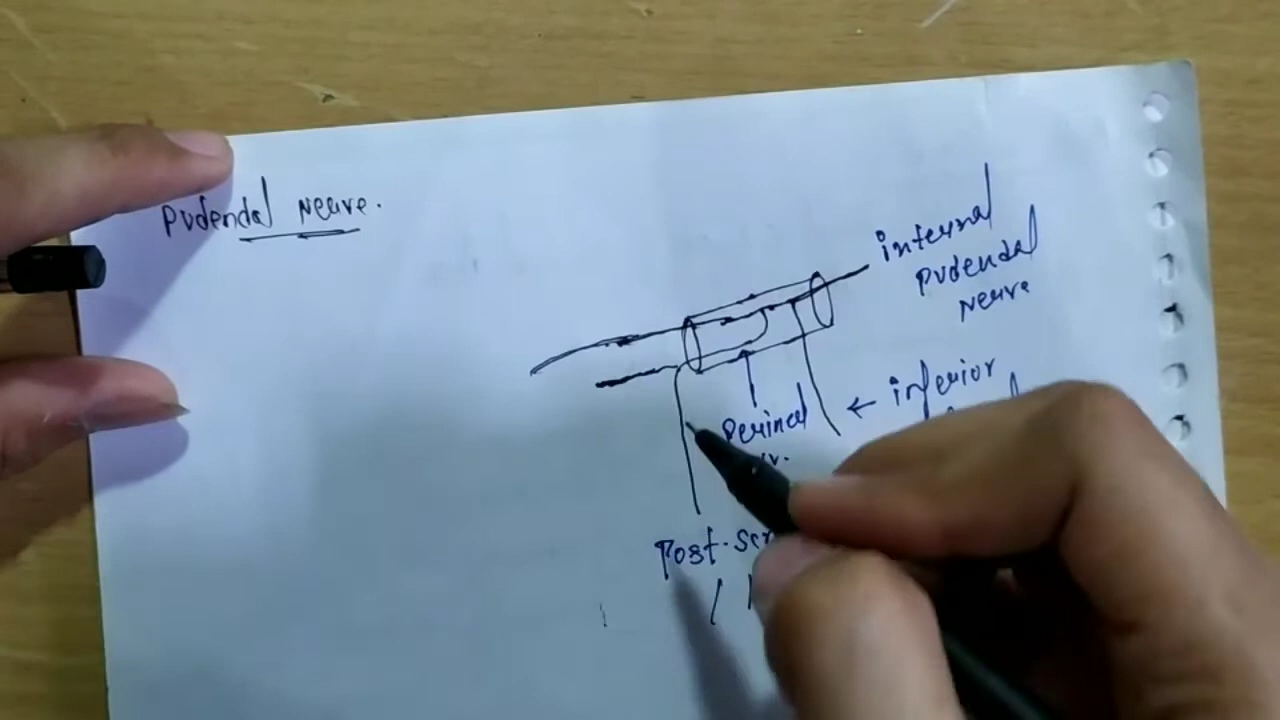 Pudendal Nerve.
internal
pudendal
nerve
← inferior
Perineal
Post. Scr